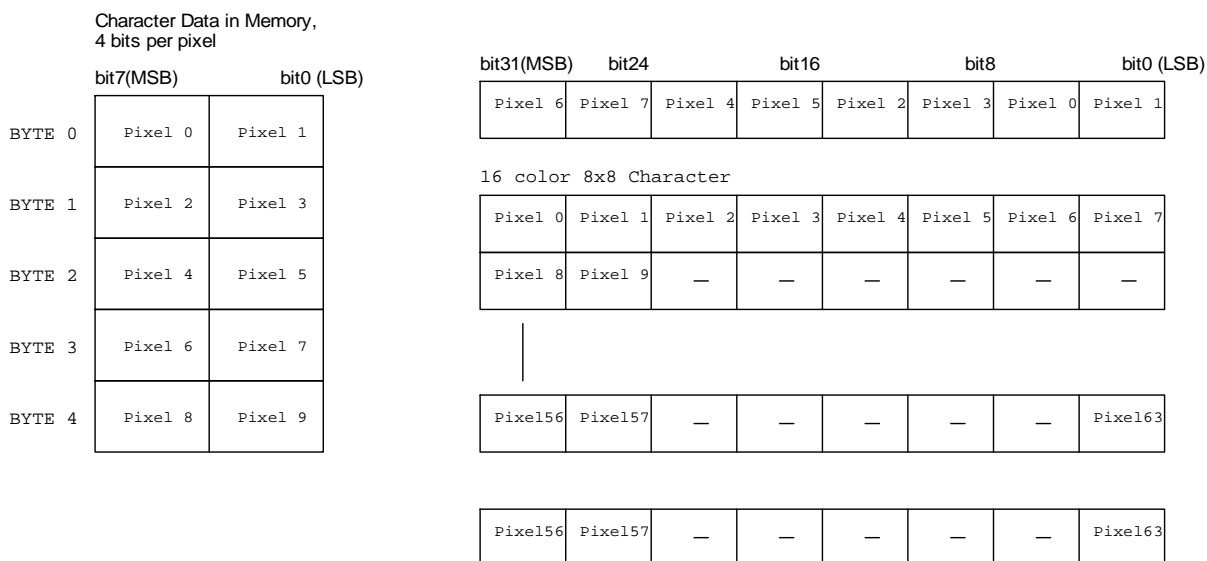 Character Data in Memory,
4 bits per pixel
bit7(MSB) bit0 (LSB)
BYTE 0 Pixel 0 Pixel 1
BYTE 1 Pixel 2 Pixel 3
BYTE 2 Pixel 4 Pixel 5
BYTE 3 Pixel 6 Pixel 7
BYTE 4 Pixel 8 Pixel 9
bit31(MSB) bit24 bit16 bit8 bit0 (LSB)
Pixel 6 Pixel 7 Pixel 4 Pixel 5 Pixel 2 Pixel 3 Pixel 0 Pixel 1
16 color 8x8 Character
Pixel 0 Pixel 1 Pixel 2 Pixel 3 Pixel 4 Pixel 5 Pixel 6 Pixel 7
Pixel 8 Pixel 9 — — — — — —
Pixel56 Pixel57 — — — — — Pixel63
Pixel56 Pixel57 — — — — — Pixel63